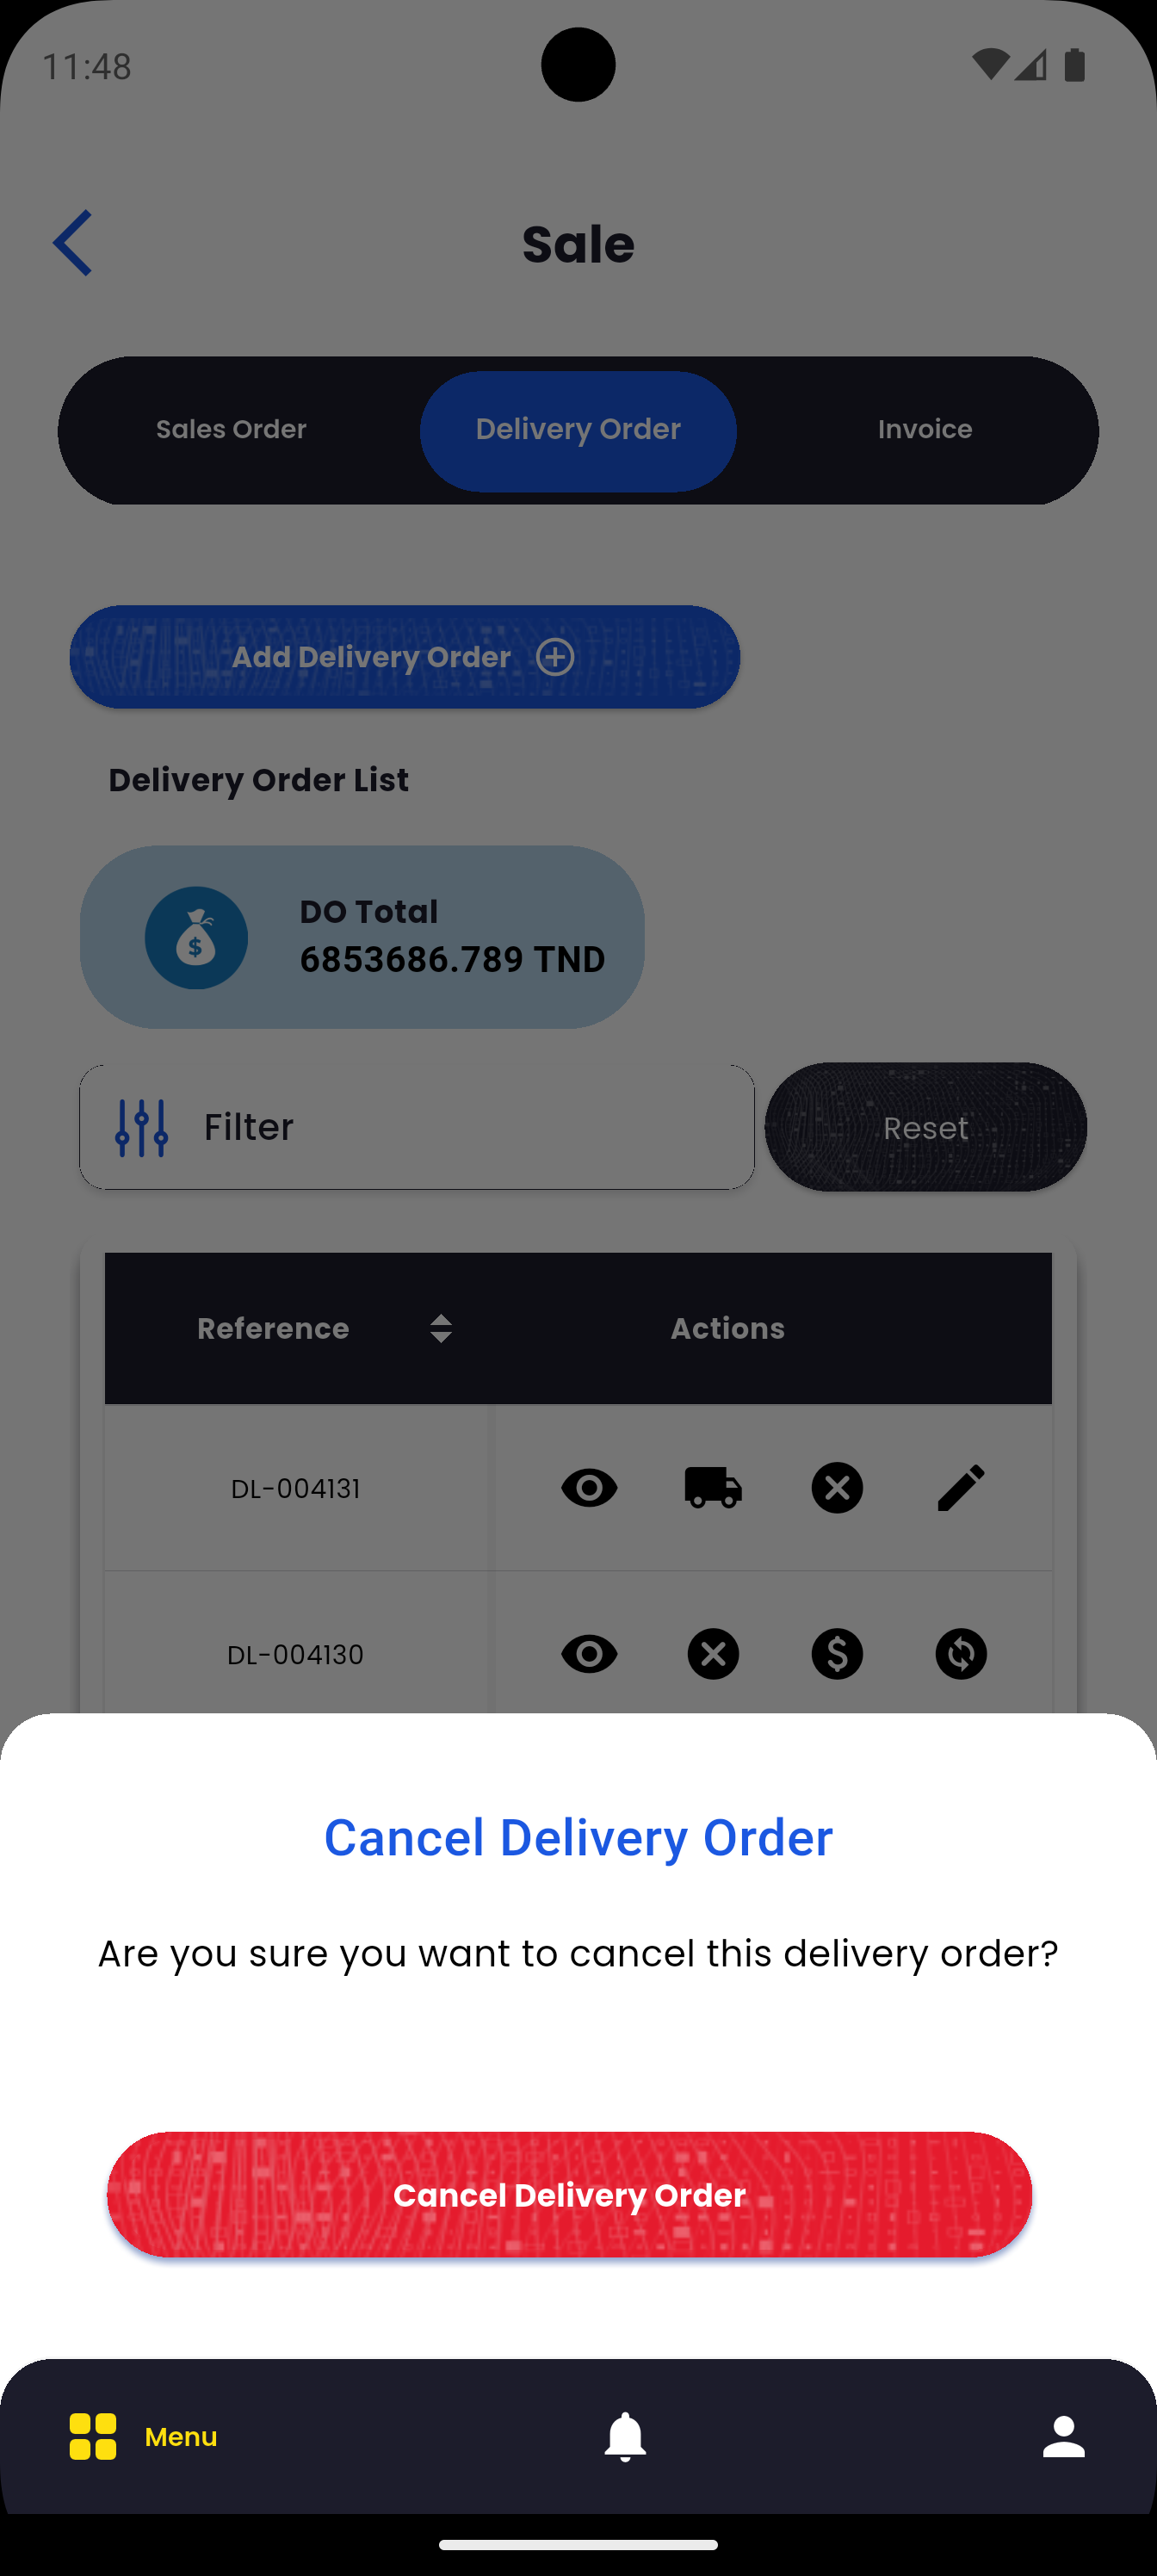 11:48
Sale
Sales Order
Delivery Order
Invoice
Add Delivery Order
Delivery Order List
DO Total
6853686.789 TND
Filter
Reset
Reference
Actions
DL-004131
DL-004130
Cancel Delivery Order
Are you sure you want to cancel this delivery order?
Cancel Delivery Order
Menu